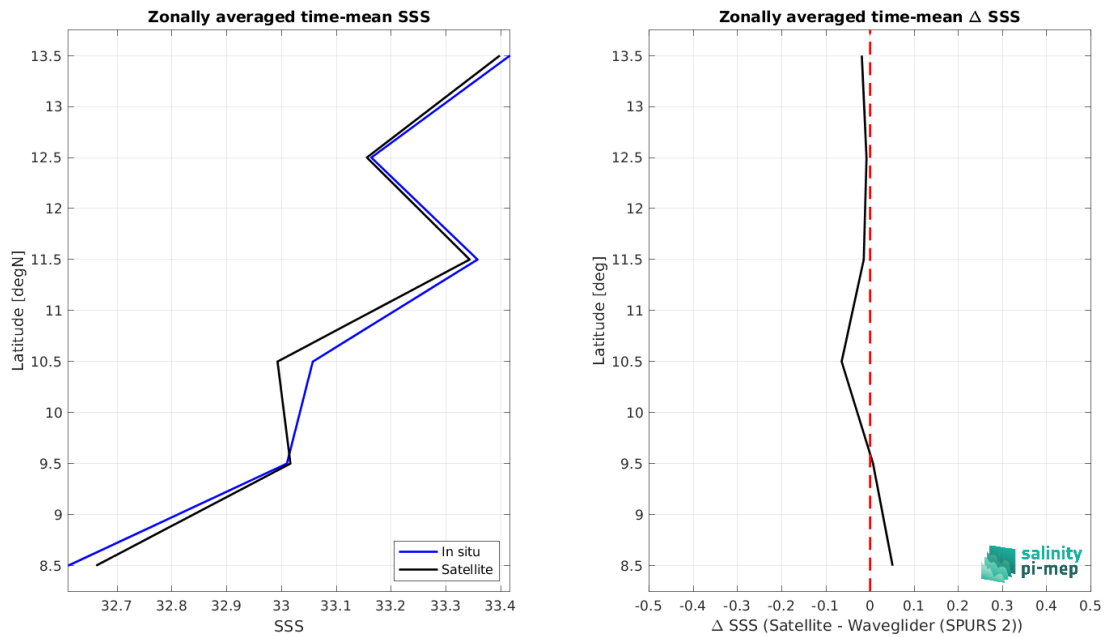 Zonally averaged time-mean SSS
13.5
13
12.5
12
11.5
11
10.5
10
9.5
9
8.5
Latitude [degN]
32.7 32.8 32.9 33 33.1 33.2 33.3 33.4
SSS
In situ
Satellite
Zonally averaged time-mean Δ SSS
13.5
13
12.5
12
11.5
11
10.5
10
9.5
9
8.5
Latitude [deg]
-0.5 -0.4 -0.3 -0.2 -0.1 0 0.1 0.2 0.3 0.4 0.5
Δ SSS (Satellite - Waveglider (SPURS 2))
salinity
pi-mep